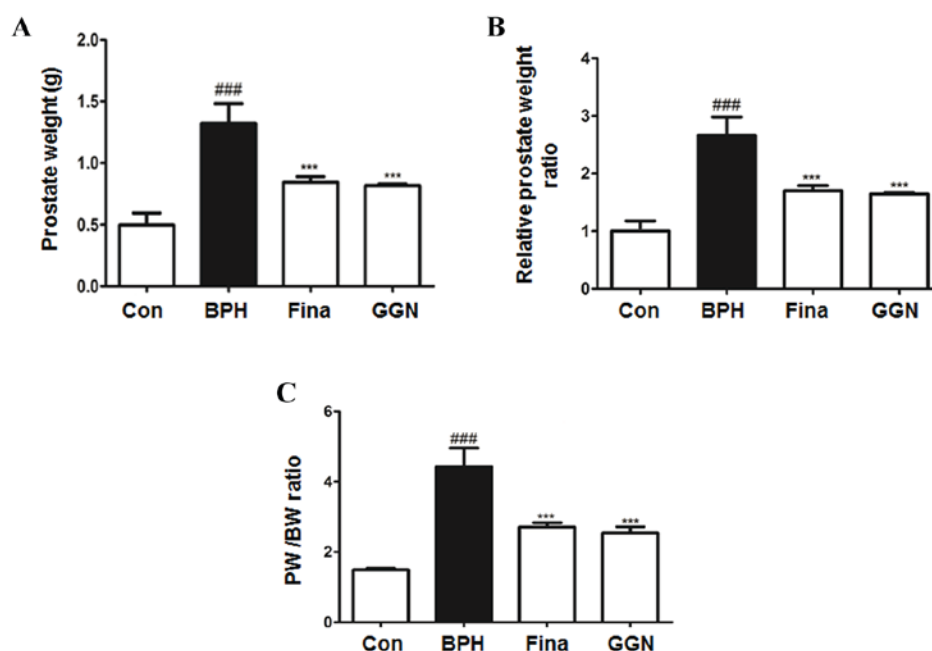 A
Prostate weight (g)
2.0
1.5
1.0
0.5
0.0
###
***
***
Con BPH Fina GGN
B
Relative prostate weight
ratio
4
3
2
1
0
###
***
***
Con BPH Fina GGN
C
PW /BW ratio
6
4
2
0
###
***
***
Con BPH Fina GGN